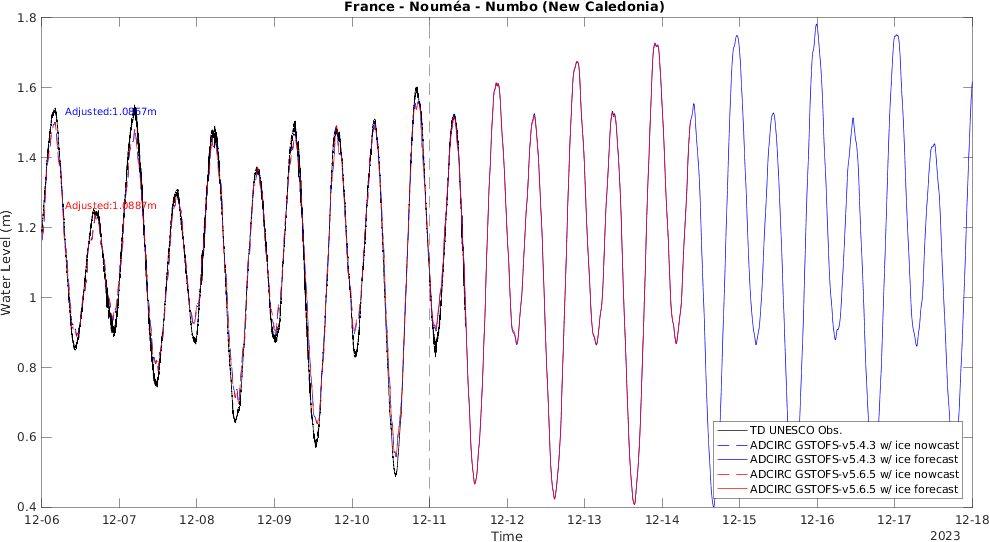 France - Nouméa - Numbo (New Caledonia)
1.8
1.6
1.4
1.2
1
0.8
0.6
0.4
Water Level (m)
Adjusted:1.0867m
Adjusted:1.0887m
TD UNESCO Obs.
ADCIRC GSTOFS-v5.4.3 w/ ice nowcast
ADCIRC GSTOFS-v5.4.3 w/ ice forecast
ADCIRC GSTOFS-v5.6.5 w/ ice nowcast
ADCIRC GSTOFS-v5.6.5 w/ ice forecast
12-06 12-07 12-08 12-09 12-10 12-11 12-12 12-13 12-14 12-15 12-16 12-17 12-18
Time
2023